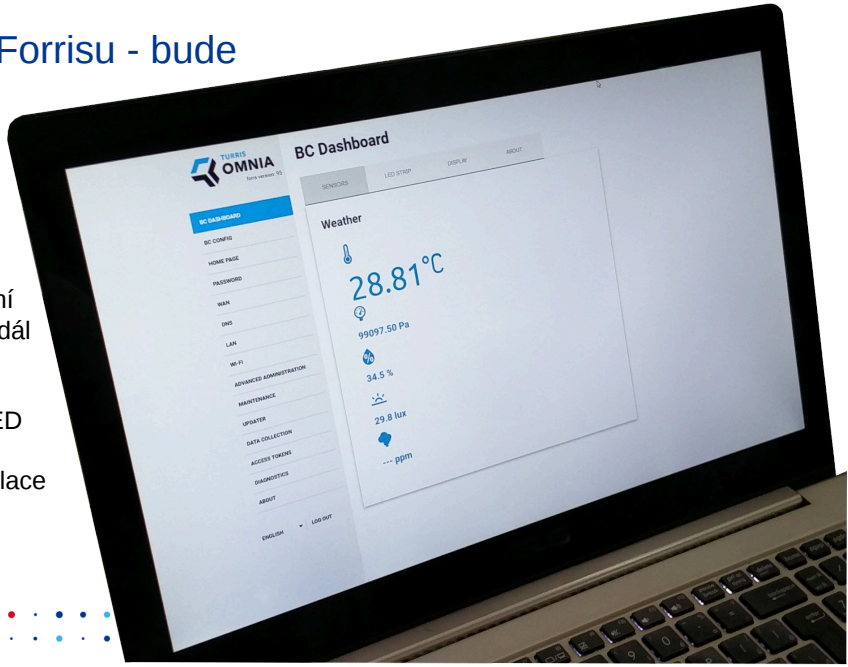 Forrisu - bude
ní
dál
ED
lace
TURRIS
OMNIA
BC DASHBOARD
BC CONFIG
HOME PAGE
PASSWORD
WAN
DNS
LAN
WI-FI
ADVANCED ADMINISTRATION
MAINTENANCE
UPDATER
DATA COLLECTION
ACCESS TOKENS
DIAGNOSTICS
ABOUT
ENGLISH LOG OUT
BC Dashboard
SENSORS LED STRIP DISPLAY ABOUT
Weather
28.81°C
99097.50 Pa
%
34.5 %
29.8 lux
--- ppm